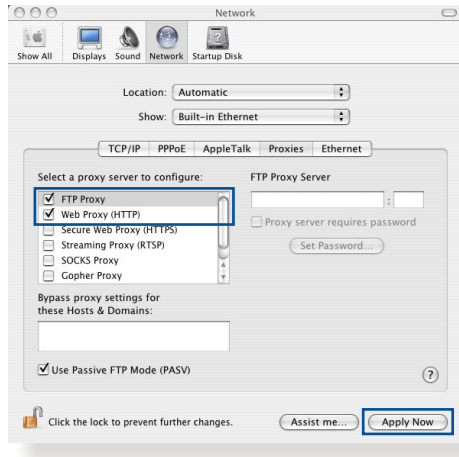 Network
Show All Displays Sound Network Startup Disk
Location: Automatic
Show: Built-in Ethernet
TCP/IP PPPoE AppleTalk Proxies Ethernet
Select a proxy server to configure:
FTP Proxy
Web Proxy (HTTP)
Secure Web Proxy (HTTPS)
Streaming Proxy (RTSP)
SOCKS Proxy
Gopher Proxy
FTP Proxy Server
:
Proxy server requires password
Set Password...
Bypass proxy settings for
these Hosts & Domains:
Use Passive FTP Mode (PASV)
?
Click the lock to prevent further changes.
Assist me... Apply Now